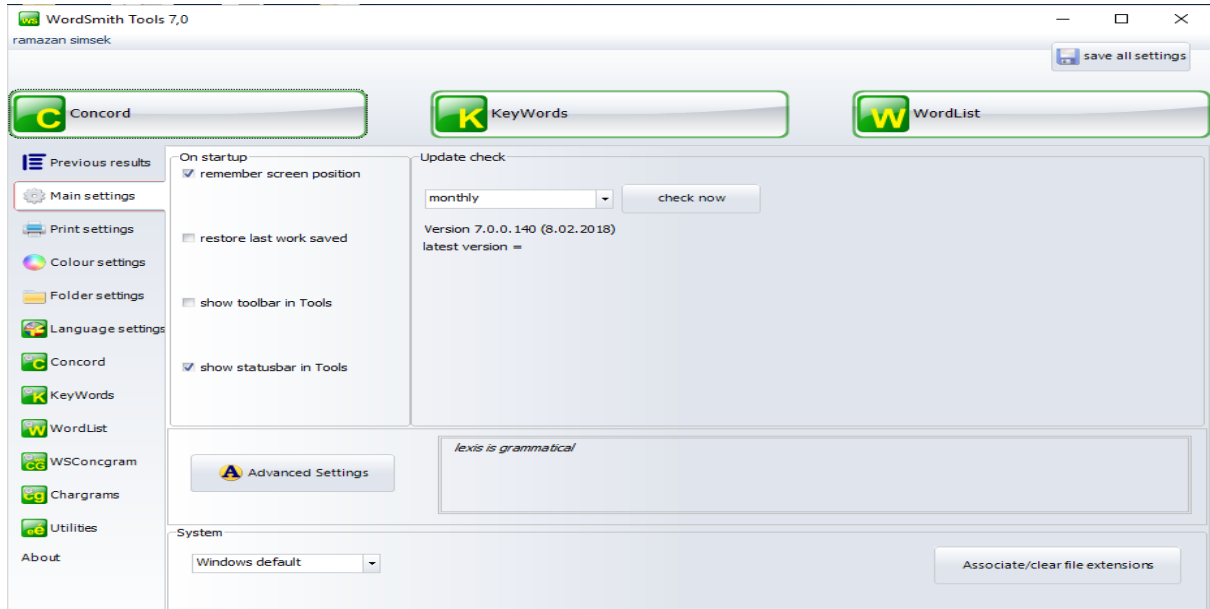 WordSmith Tools 7,0
ramazan simsek
save all settings
Concord
KeyWords
WordList
Previous results
Main settings
Print settings
Colour settings
Folder settings
Language settings
Concord
KeyWords
WordList
WSConcgram
Chargrams
Utilities
About
On startup
remember screen position
restore last work saved
show toolbar in Tools
show statusbar in Tools
Update check
monthly
check now
Version 7.0.0.140 (8.02.2018)
latest version =
Advanced Settings
lexis is grammatical
System
Windows default
Associate/clear file extensions